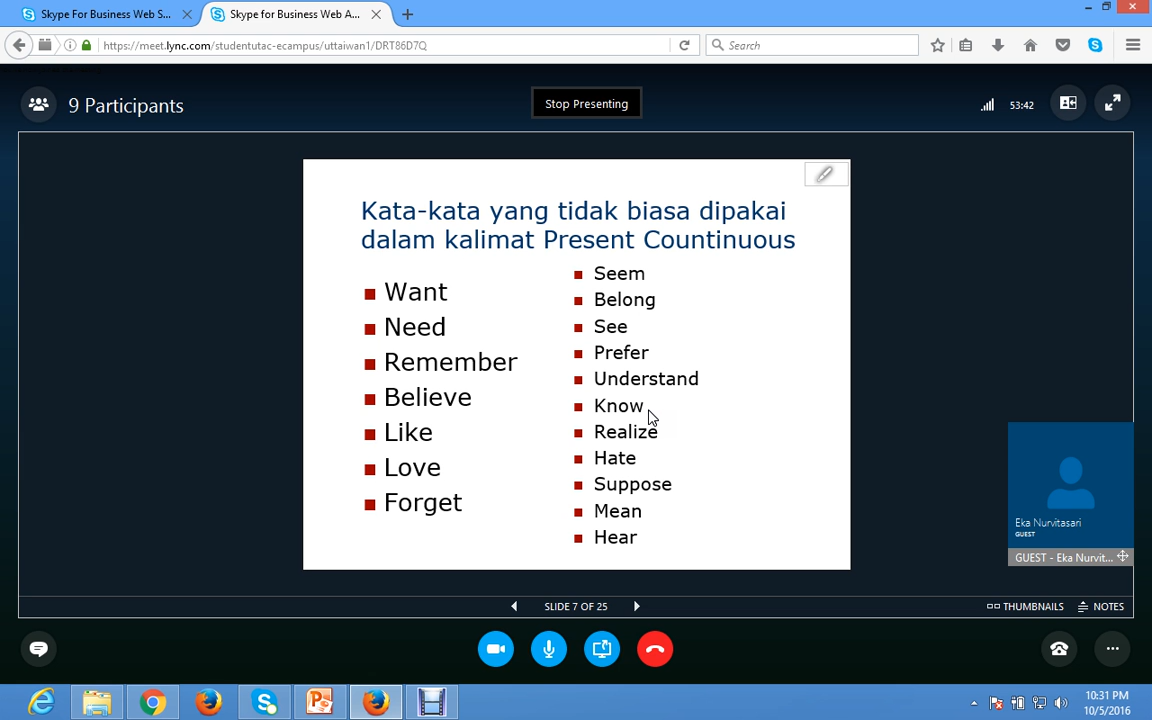 Skype For Business Web S...
Skype for Business Web A...
https://meet.lync.com/studentutac-ecampus/uttaiwan1/DRT86D7Q
Search
9 Participants
Stop Presenting
53:42
Kata-kata yang tidak biasa dipakai
dalam kalimat Present Countinuous
Want
Need
Remember
Believe
Like
Love
Forget
Seem
Belong
See
Prefer
Understand
Know
Realize
Hate
Suppose
Mean
Hear
Eka Nurvitasari
GUEST
GUEST - Eka Nurvit...
SLIDE 7 OF 25
THUMBNAILS
NOTES
10:31 PM
10/5/2016